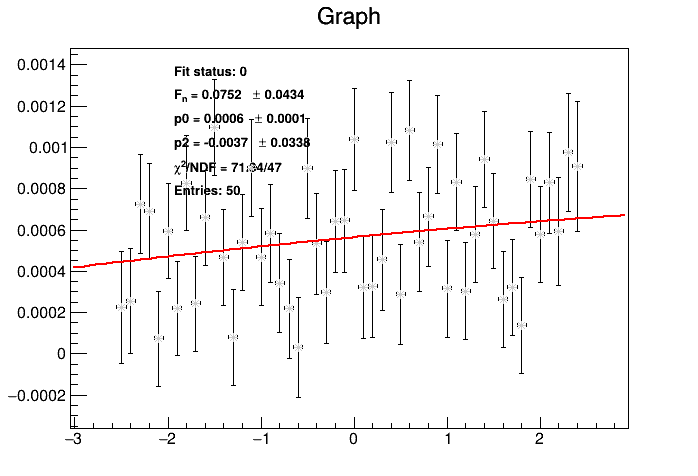 Graph
0.0014
0.0012
0.001
0.0008
0.0006
0.0004
0.0002
0
−0.0002
Fit status: 0
Fn = 0.0752 ± 0.0434
p0 = 0.0006 ± 0.0001
p2 = -0.0037 ± 0.0338
χ²/NDF = /47
Entries: 50
−3 −2 −1 0 1 2